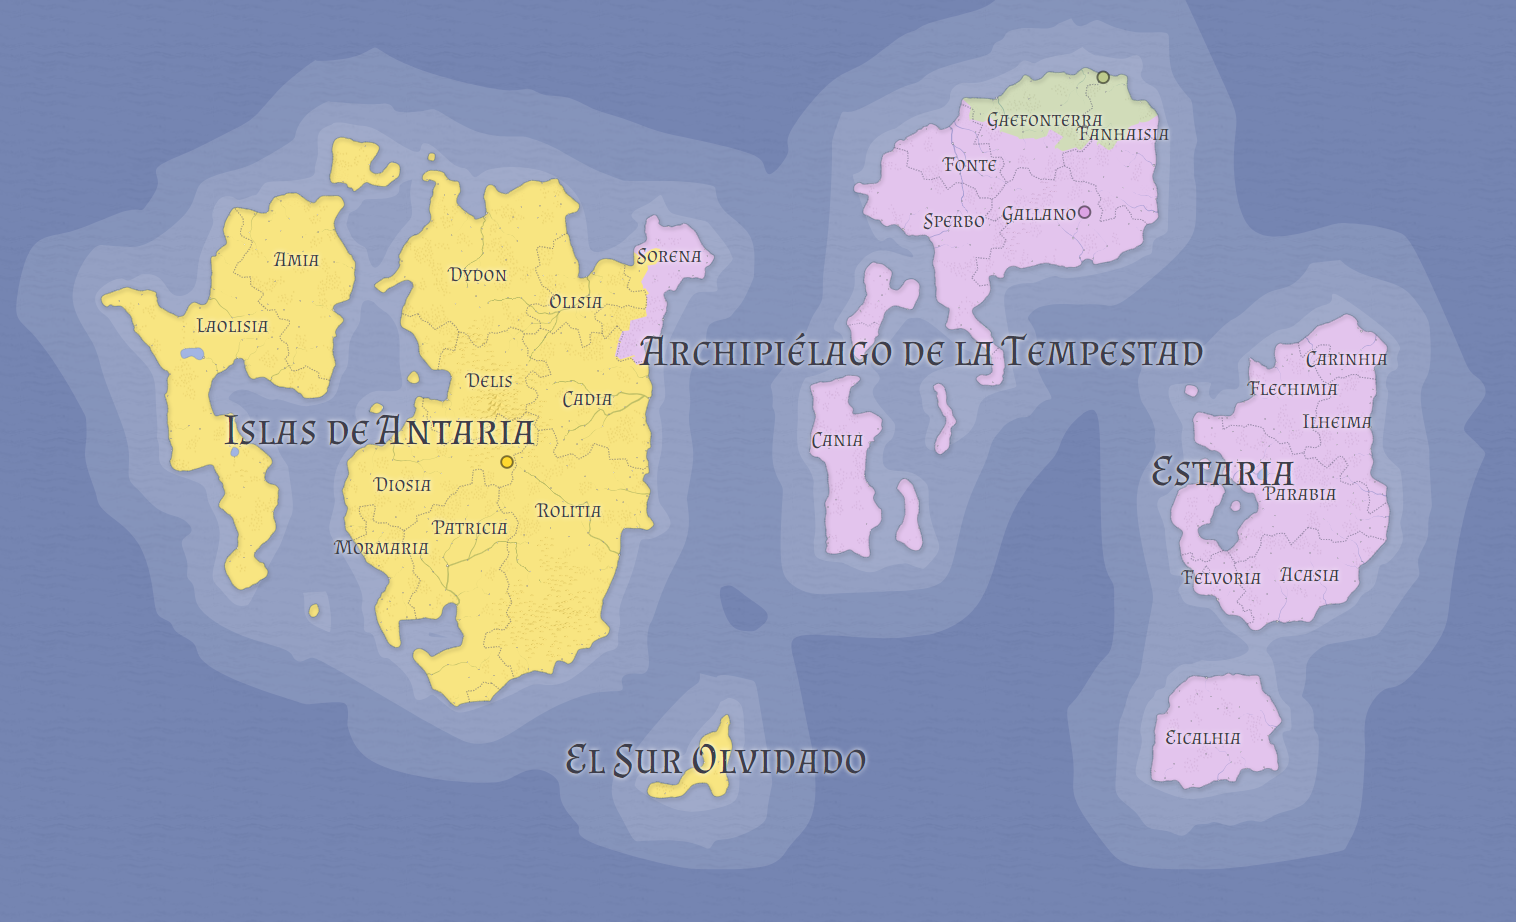 Gaefonterra
Fanhaisia
Fonte
Sperbo
Gallano
Sorena
Amia
Dydon
Olisia
Laolisia
Archipiélago de la Tempestad
Carinhia
Delis
Cadia
Flechimia
Ilheima
Islas de Antaria
Cania
Estaria
Diosia
Parabia
Rolitia
Patricia
Mormaria
Felvoria
Acasia
Eicalhia
El Sur Olvidado